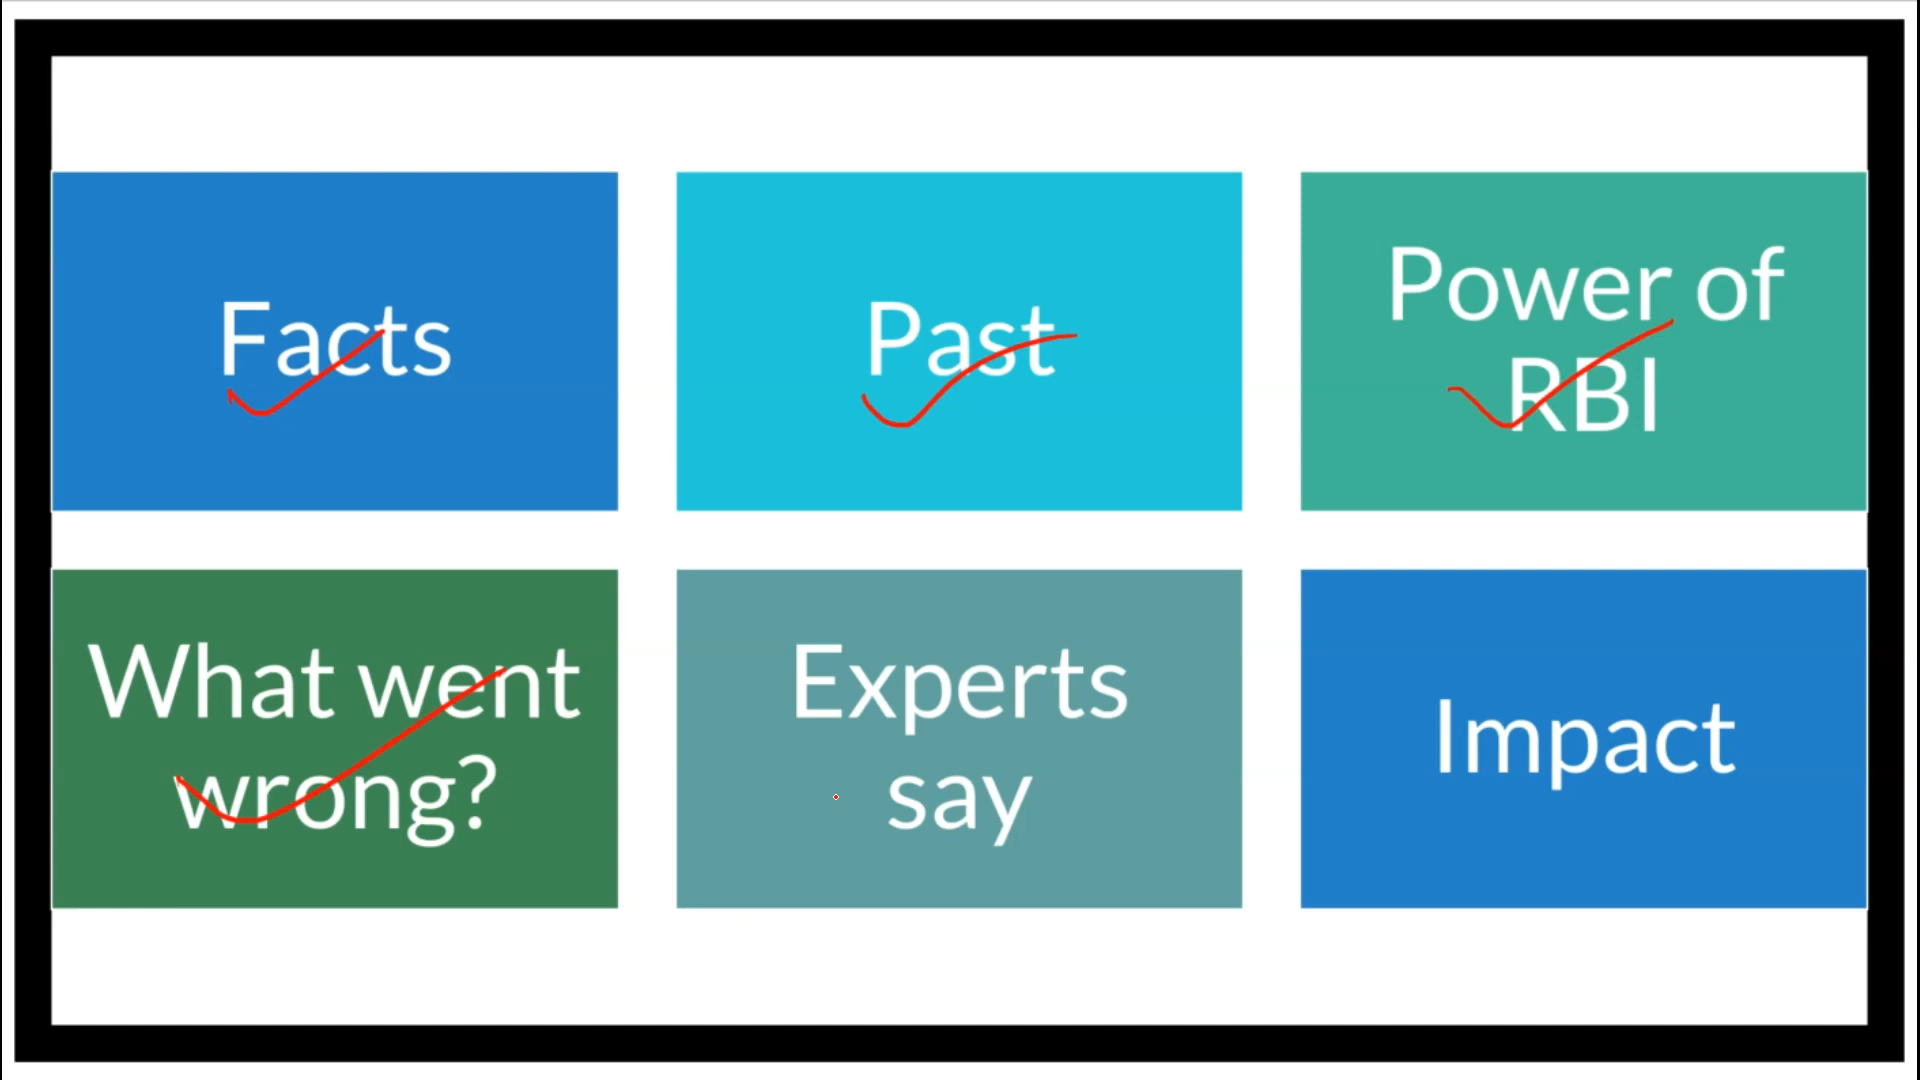 Facts
Past
Power of
RBI
What went
wrong?
Experts
say
Impact